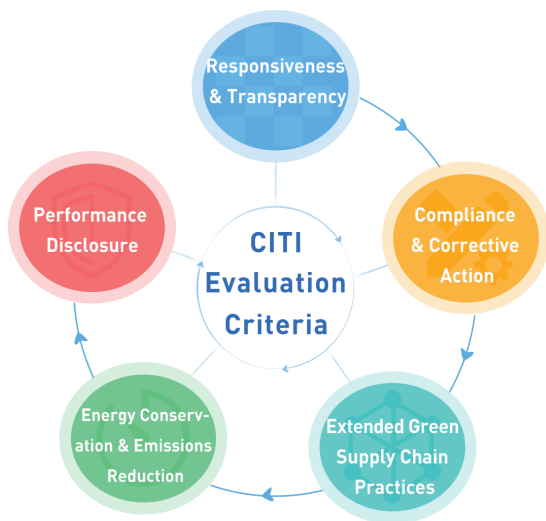 Responsiveness
& Transparency
Performance
Disclosure
Compliance
& Corrective
Action
CITI
Evaluation
Criteria
Energy Conserv-
ation & Emissions
Reduction
Extended Green
Supply Chain
Practices